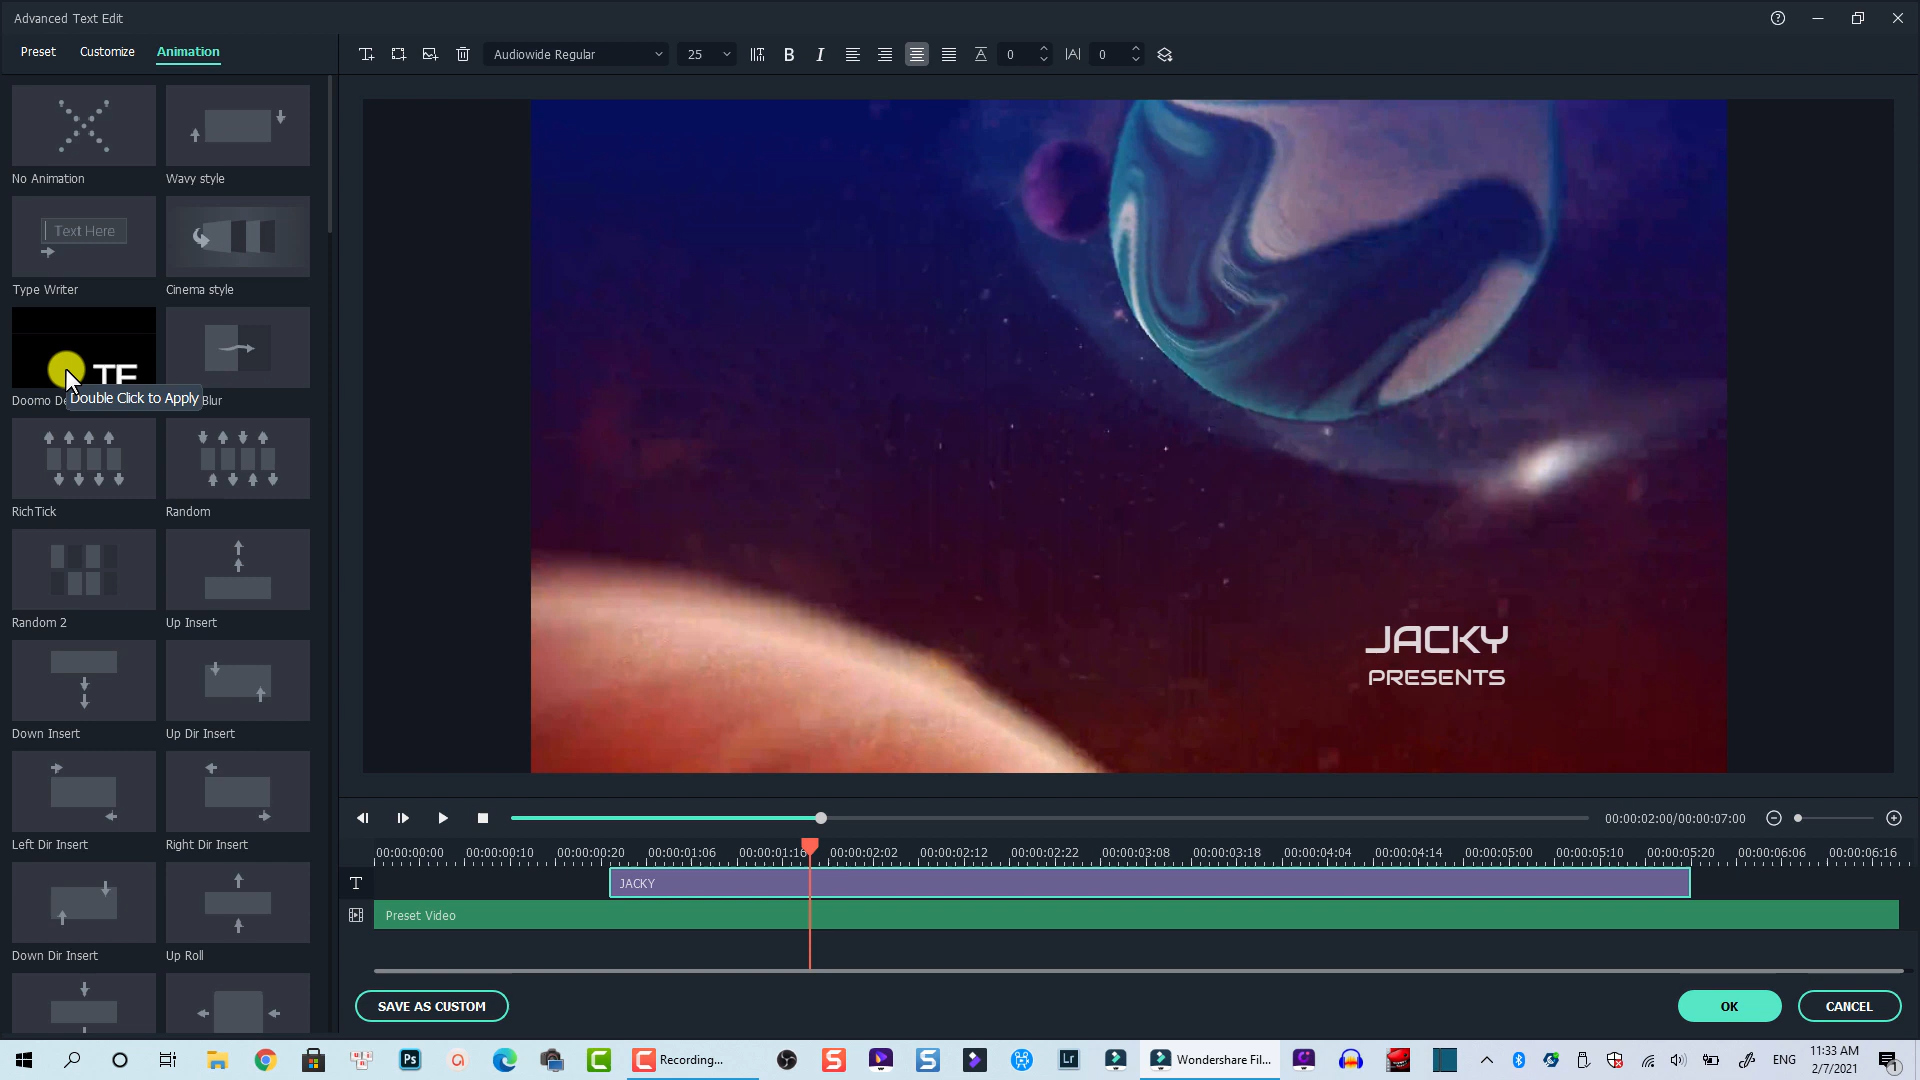 Advanced Text Edit
Preset Customize Animation
Audiowide Regular 25 B I 0 0
No Animation Wavy style
Text Here
Type Writer Cinema style
TE
Double Click to Apply
Doomo De Blur
RichTick Random
Random 2 Up Insert
Down Insert Up Dir Insert
Left Dir Insert Right Dir Insert
Down Dir Insert Up Roll
JACKY
PRESENTS
00:00:02:00/00:00:07:00
00:00:00:00 00:00:00:10 00:00:00:20 00:00:01:06 00:00:01:16 00:00:02:02 00:00:02:12 00:00:02:22 00:00:03:08 00:00:03:18 00:00:04:04 00:00:04:14 00:00:05:00 00:00:05:10 00:00:05:20 00:00:06:06 00:00:06:16
T JACKY
Preset Video
SAVE AS CUSTOM OK CANCEL
Ps Recording... Lr Wondershare Fil... ENG 11:33 AM
2/7/2021 1